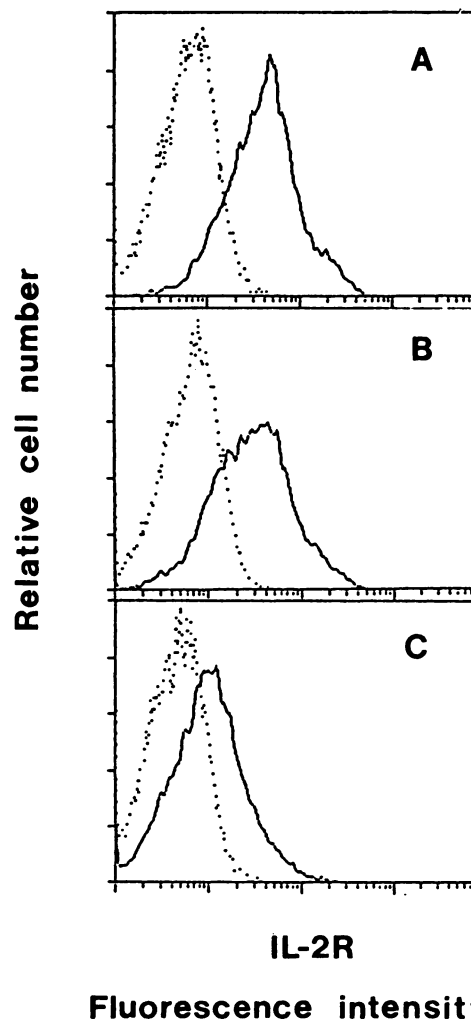 A
B
C
Relative cell number
IL-2R
Fluorescence intensit